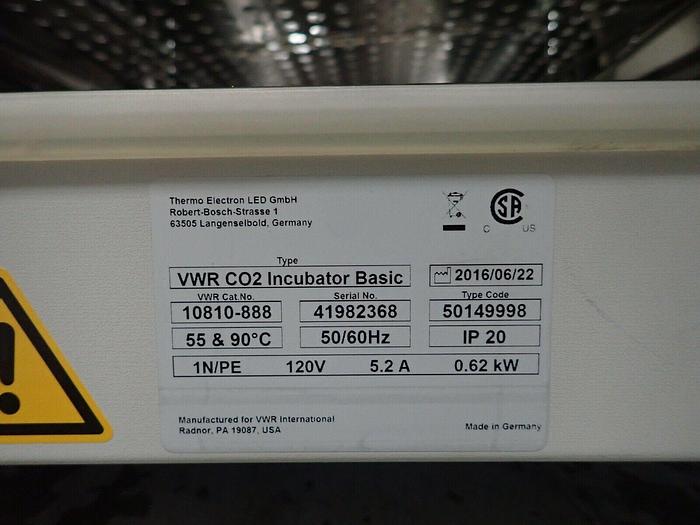 Thermo Electron LED GmbH
Robert-Bosch-Strasse 1
63505 Langenselbold, Germany
CSA
C US
Type
VWR CO2 Incubator Basic 2016/06/22
VWR Cat.No. Serial No. Type Code
10810-888 41982368 50149998
55 & 90°C 50/60Hz IP 20
1N/PE 120V 5.2 A 0.62 kW
Manufactured for VWR International
Radnor, PA 19087, USA
Made in Germany
!